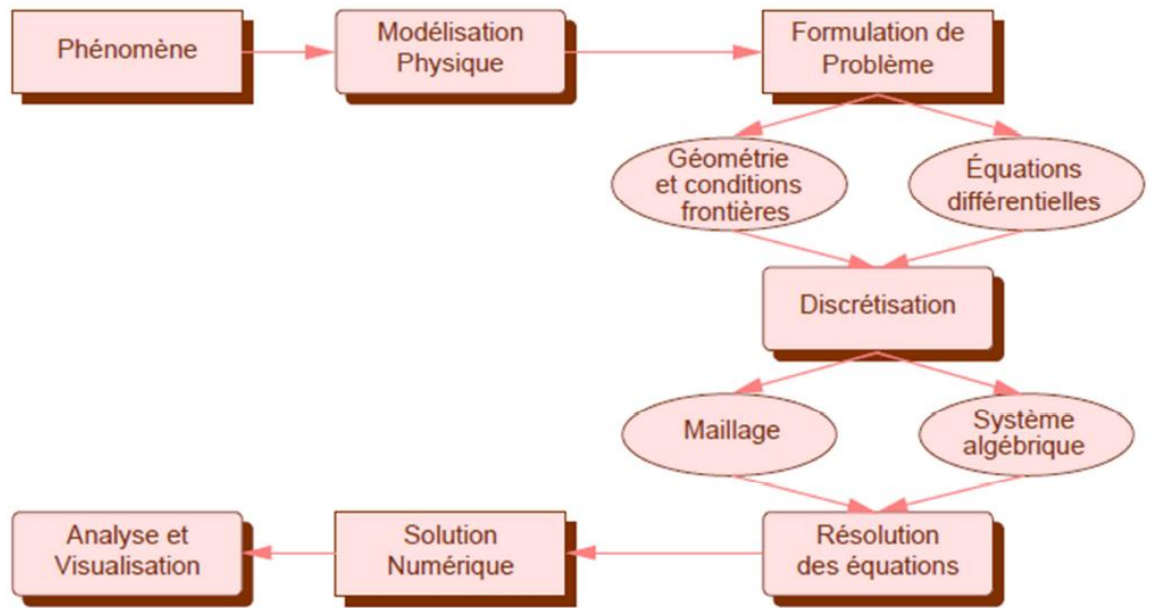 Phénomène
Modélisation
Physique
Formulation de
Problème
Géométrie
et conditions
frontières
Équations
différentielles
Discrétisation
Maillage
Système
algébrique
Analyse et
Visualisation
Solution
Numérique
Résolution
des équations